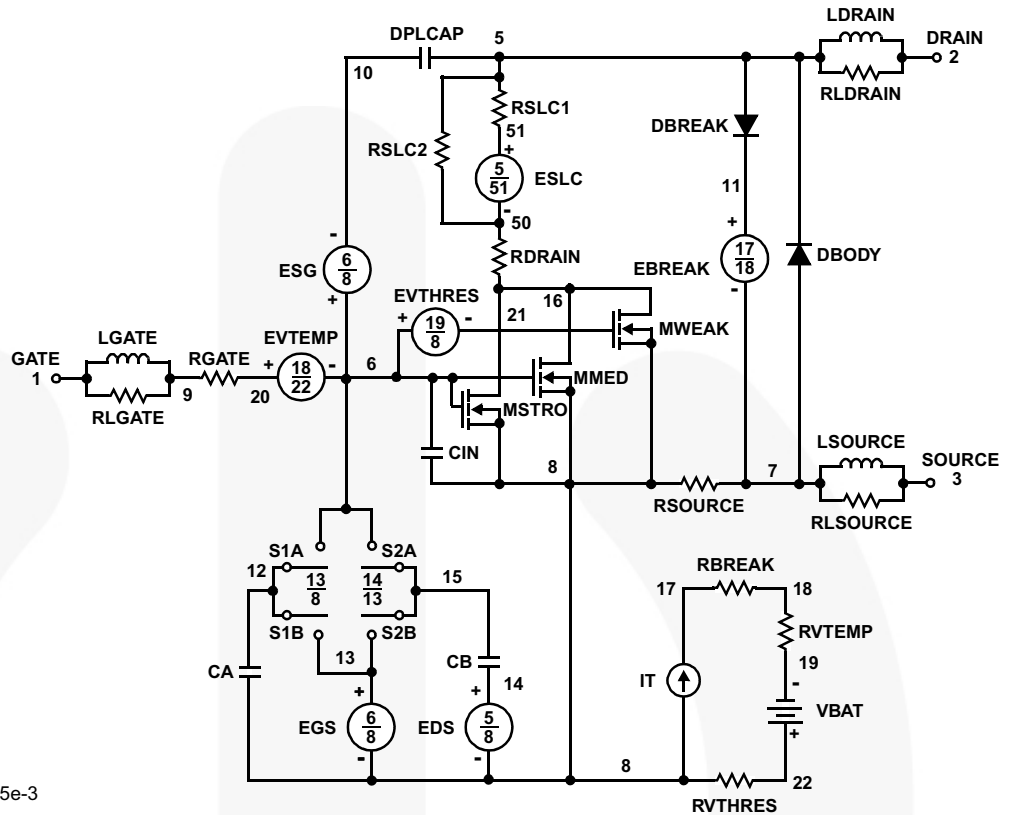 LDRAIN
DPLCAP
5
DRAIN
2
10
RLDRAIN
RSLC1
DBREAK
51
RSLC2
+
5
51
ESLC
11
-
50
-
+
RDRAIN
17
18
EBREAK
DBODY
6
8
ESG
EVTHRES
16
-
+
+
19
8
-
21
MWEAK
LGATE
EVTEMP
GATE
1
RGATE
+
18
22
-
6
MMED
9
20
MSTRO
RLGATE
LSOURCE
CIN
8
7
SOURCE
3
RSOURCE
RLSOURCE
S1A
S2A
12
13
8
14
13
15
RBREAK
17
18
S1B
S2B
RVTEMP
13
CB
19
CA
14
IT
-
+
+
VBAT
EGS
6
8
EDS
5
8
+
-
-
8
22
5e-3
RVTHRES